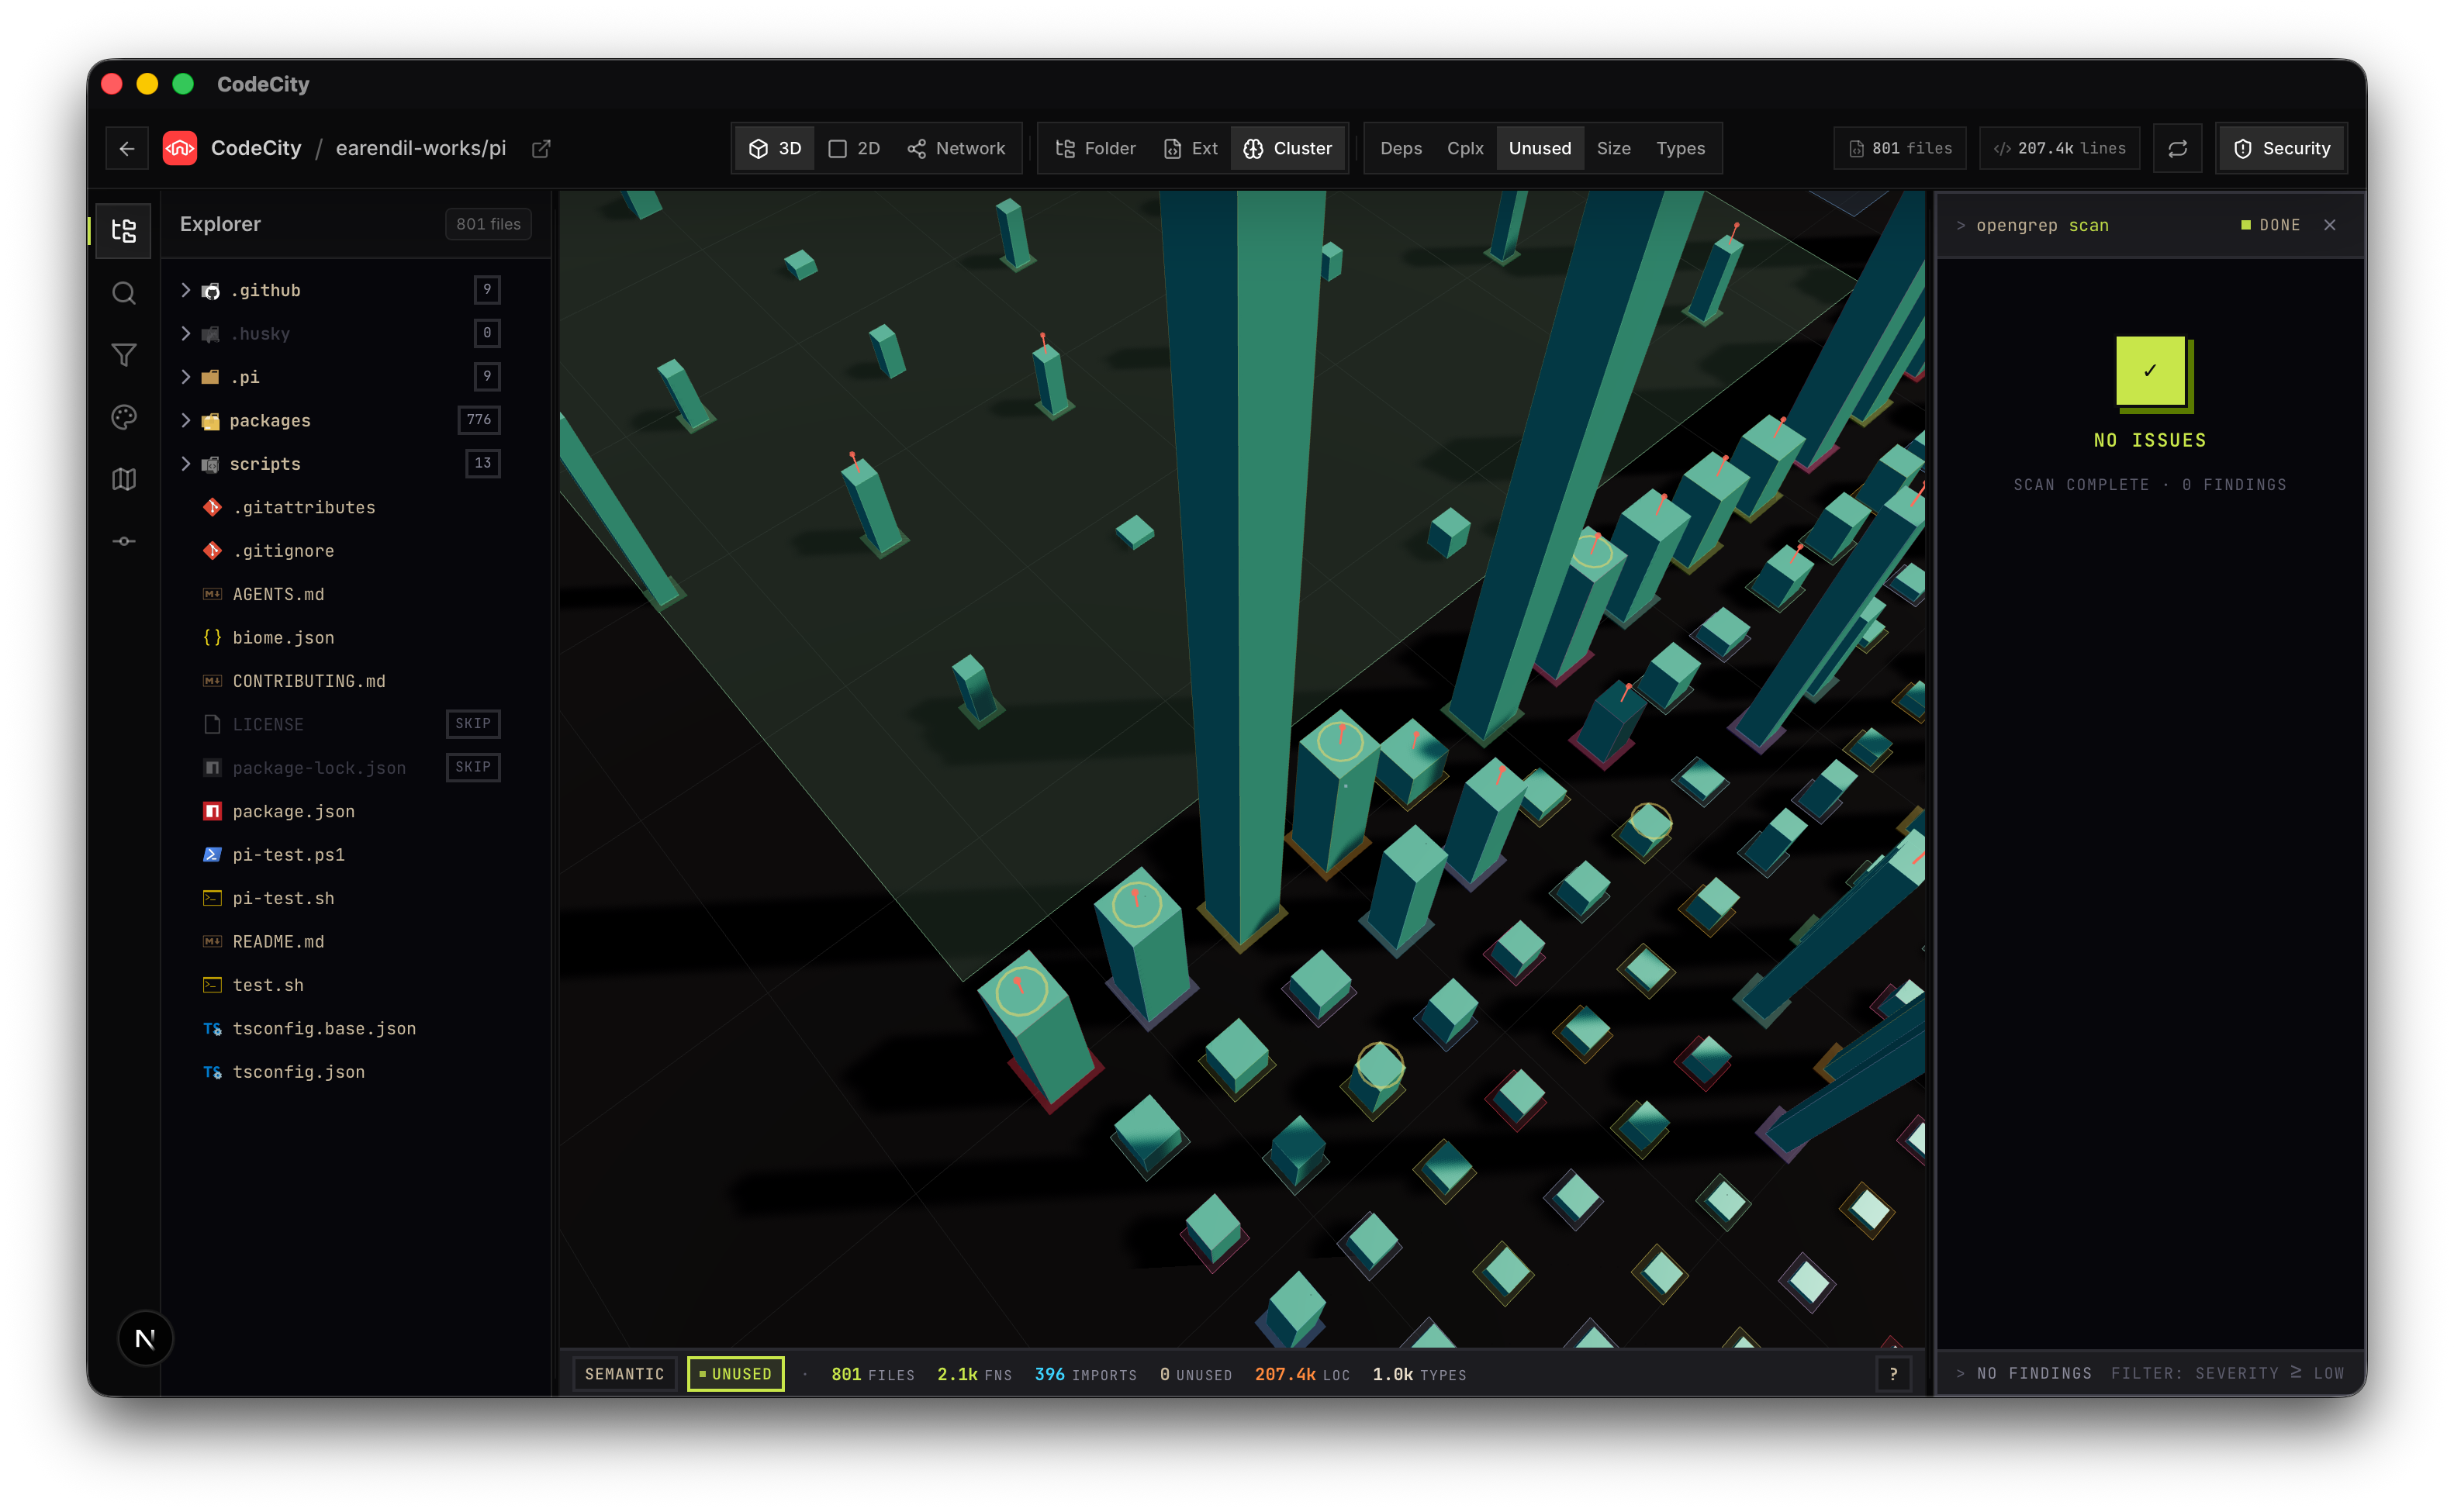 CodeCity
CodeCity / earendil-works/pi
3D 2D Network
Folder Ext Cluster
Deps Cplx Unused Size Types
801 files
207.4k lines
Security
Explorer
801 files
.github 9
.husky 0
.pi 9
packages 776
scripts 13
.gitattributes
.gitignore
AGENTS.md
biome.json
CONTRIBUTING.md
LICENSE SKIP
package-lock.json SKIP
package.json
pi-test.ps1
pi-test.sh
README.md
test.sh
tsconfig.base.json
tsconfig.json
N
SEMANTIC UNUSED · 801 FILES 2.1k FNS 396 IMPORTS 0 UNUSED 207.4k LOC 1.0k TYPES ?
> opengrep scan DONE
✓
NO ISSUES
SCAN COMPLETE · 0 FINDINGS
> NO FINDINGS FILTER: SEVERITY ≥ LOW